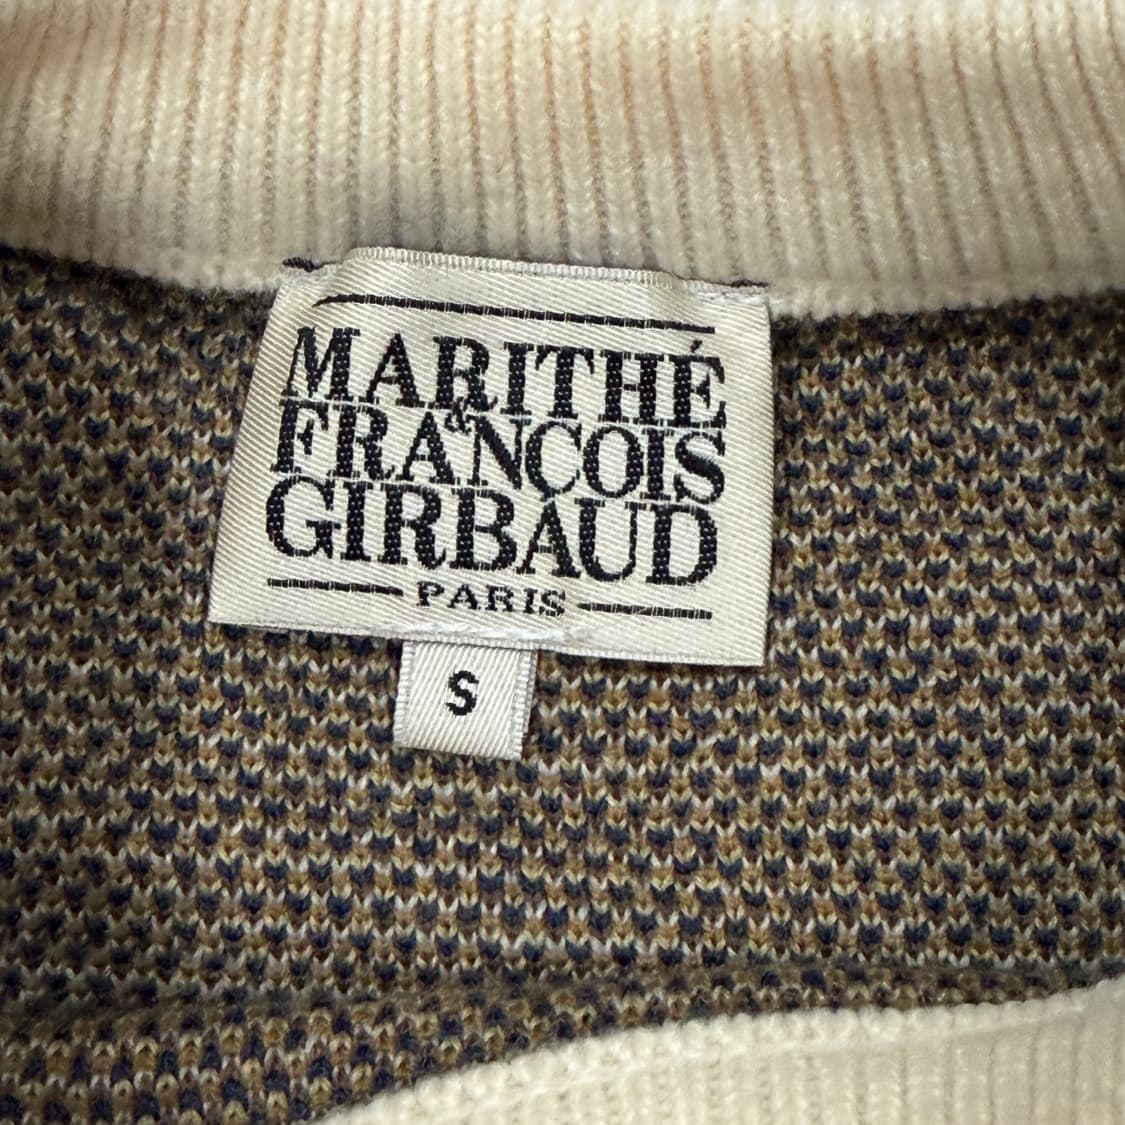 MARITHÉ
&
FRANÇOIS
GIRBAUD
PARIS
S